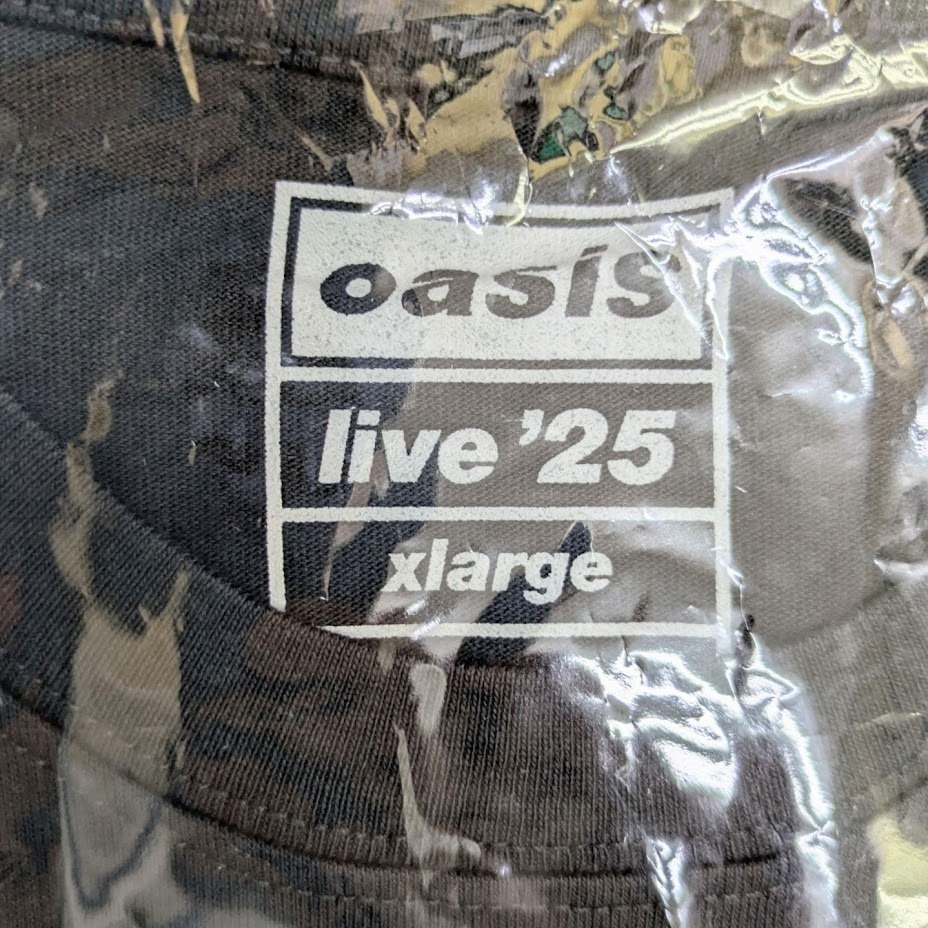 oasis
live ’25
xlarge